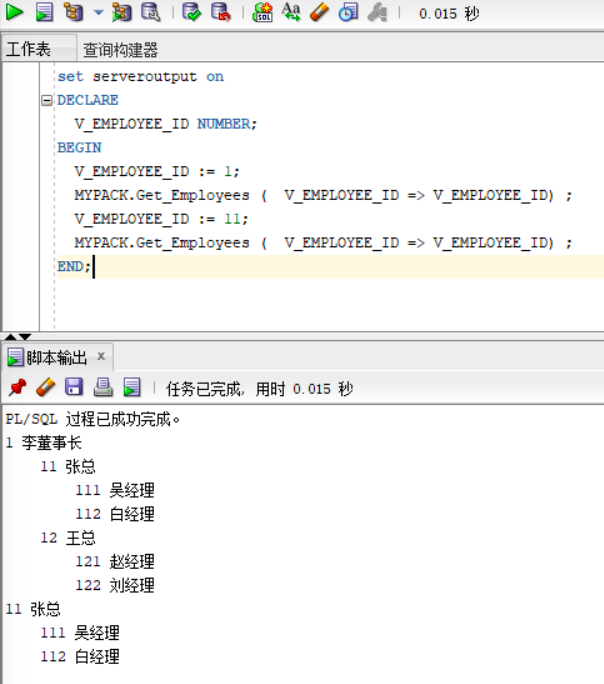 0.015 秒
工作表 查询构建器
set serveroutput on
DECLARE
V_EMPLOYEE_ID NUMBER;
BEGIN
V_EMPLOYEE_ID := 1;
MYPACK.Get_Employees (  V_EMPLOYEE_ID => V_EMPLOYEE_ID) ;
V_EMPLOYEE_ID := 11;
MYPACK.Get_Employees (  V_EMPLOYEE_ID => V_EMPLOYEE_ID) ;
END;
脚本输出 x
任务已完成, 用时 0.015 秒
PL/SQL 过程已成功完成。
1 李董事长
11 张总
111 吴经理
112 白经理
12 王总
121 赵经理
122 刘经理
11 张总
111 吴经理
112 白经理